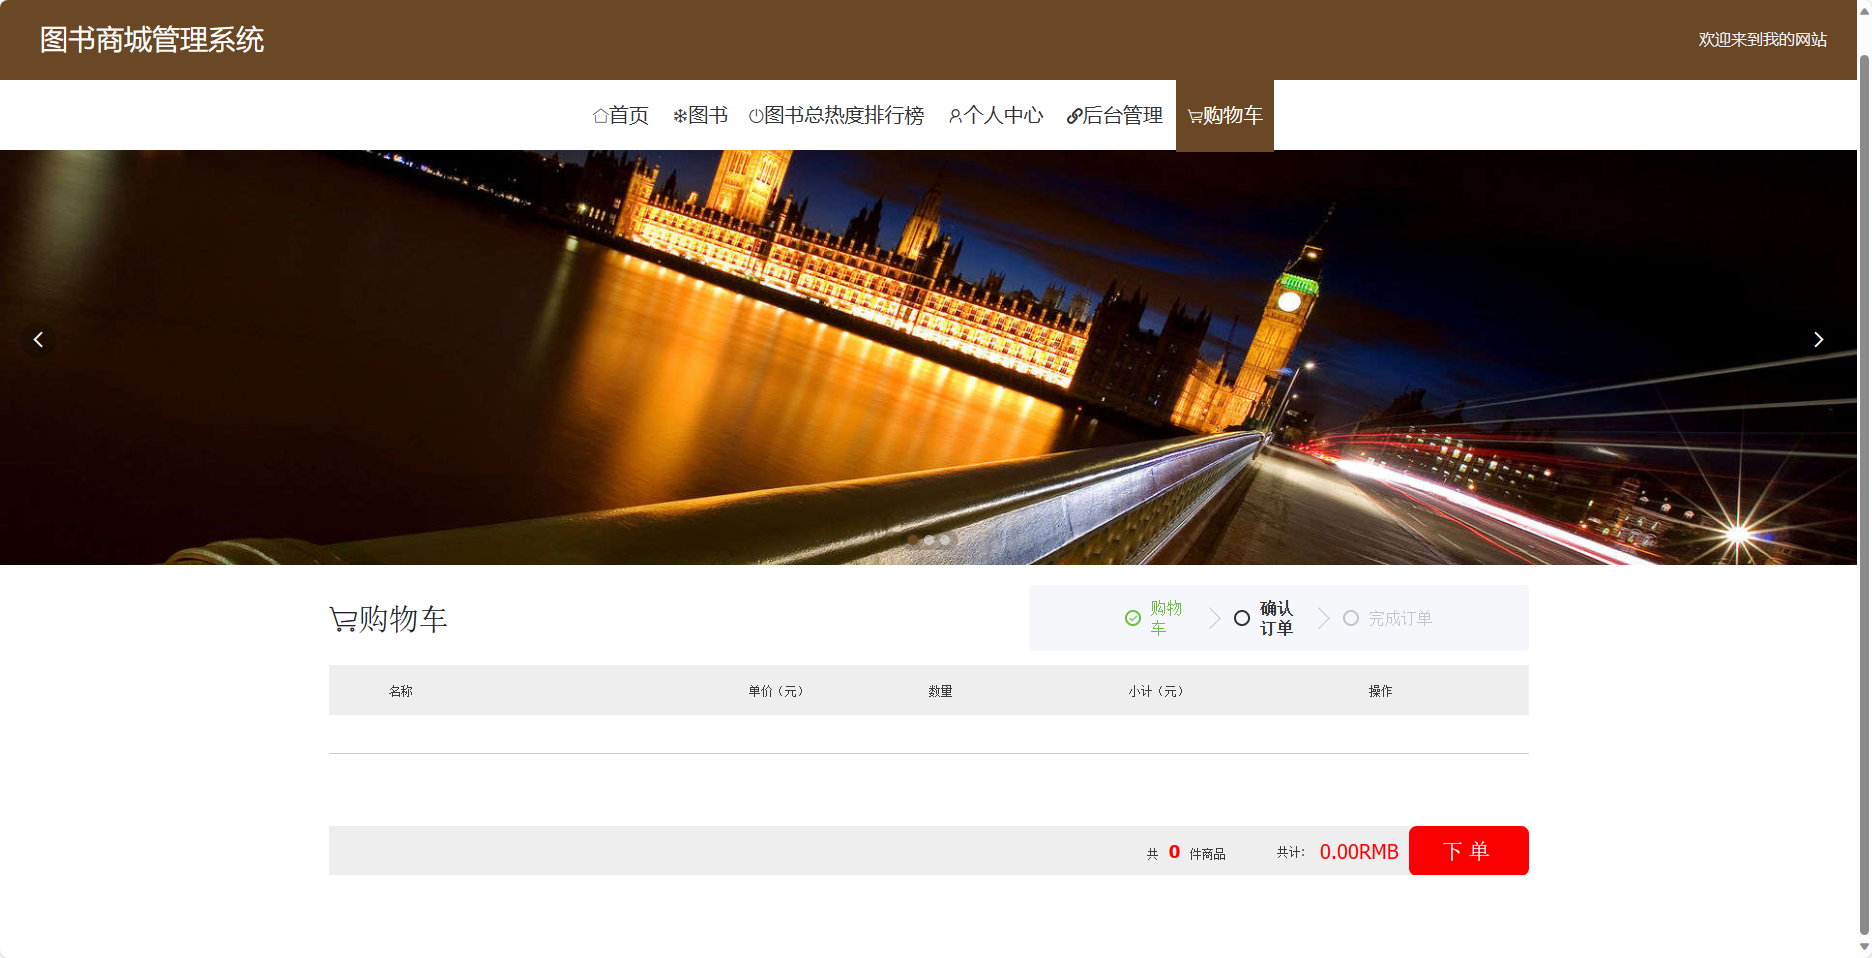 图书商城管理系统
欢迎来到我的网站
首页 图书 图书总热度排行榜 个人中心 后台管理 购物车
购物车
购物
车
确认
订单
完成订单
名称 单价（元） 数量 小计（元） 操作
共 0 件商品 共计: 0.00RMB 下 单